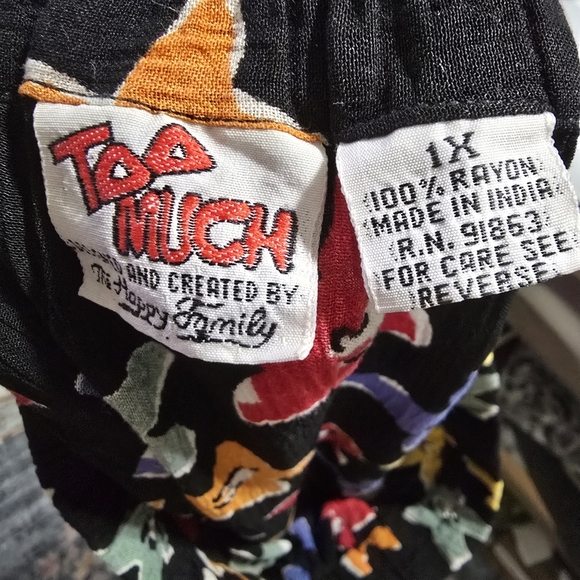 TOO
MUCH
AND CREATED BY
The Happy Family
1X
100% RAYON
MADE IN INDIA
R.N. 91863
FOR CARE SEE
REVERSE